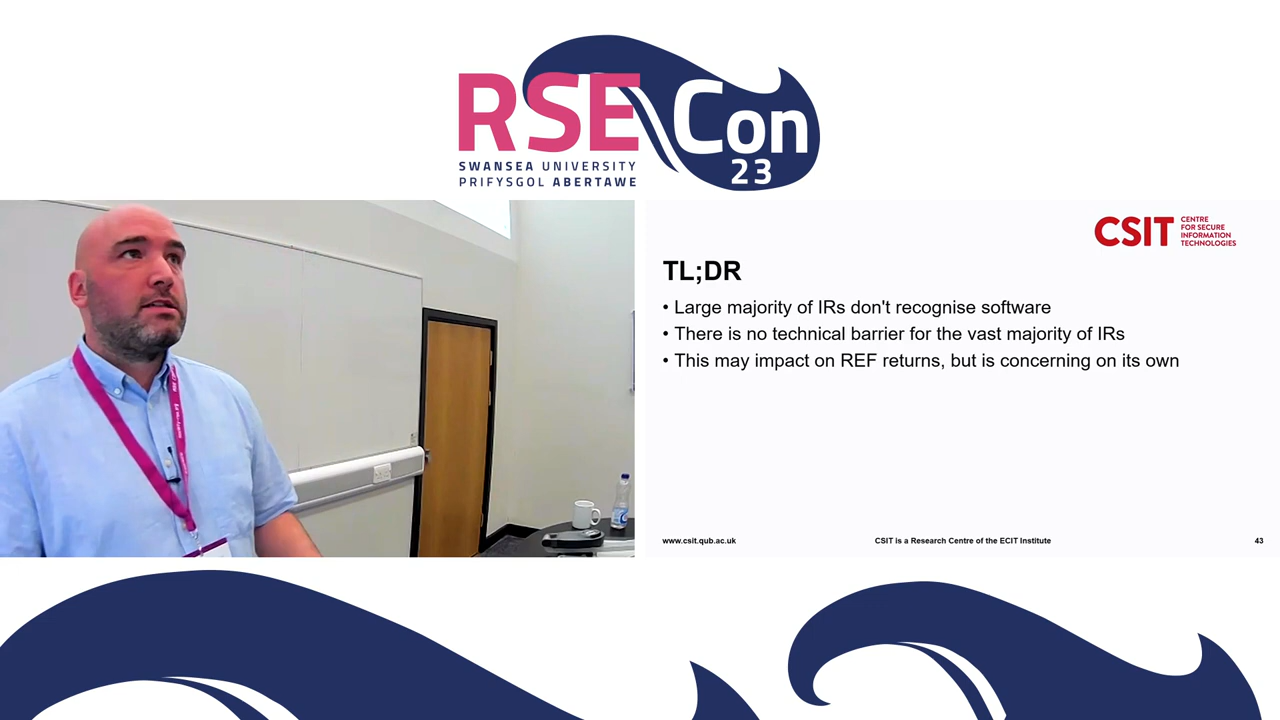 RSE Con
23
SWANSEA UNIVERSITY
PRIFYSGOL ABERTAWE
CSIT CENTRE
FOR SECURE
INFORMATION
TECHNOLOGIES
TL;DR
• Large majority of IRs don't recognise software
• There is no technical barrier for the vast majority of IRs
• This may impact on REF returns, but is concerning on its own
www.csit.qub.ac.uk
CSIT is a Research Centre of the ECIT Institute
43